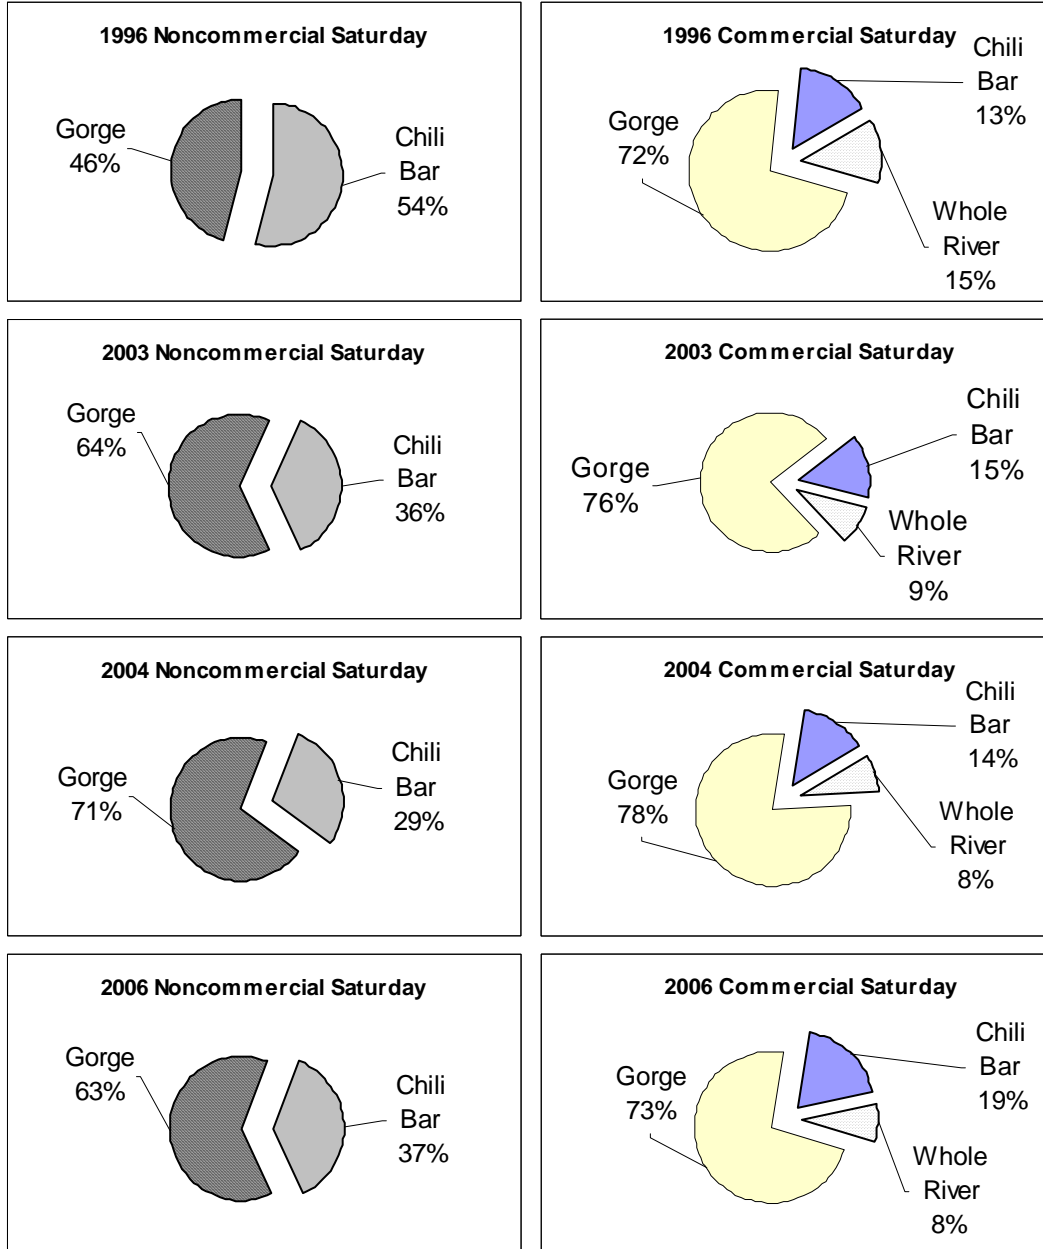 1996 Noncommercial Saturday
Gorge
46%
Chili
Bar
54%
1996 Commercial Saturday
Gorge
72%
Chili
Bar
13%
Whole
River
15%
2003 Noncommercial Saturday
Gorge
64%
Chili
Bar
36%
2003 Commercial Saturday
Gorge
76%
Chili
Bar
15%
Whole
River
9%
2004 Noncommercial Saturday
Gorge
71%
Chili
Bar
29%
2004 Commercial Saturday
Gorge
78%
Chili
Bar
14%
Whole
River
8%
2006 Noncommercial Saturday
Gorge
63%
Chili
Bar
37%
2006 Commercial Saturday
Gorge
73%
Chili
Bar
19%
Whole
River
8%